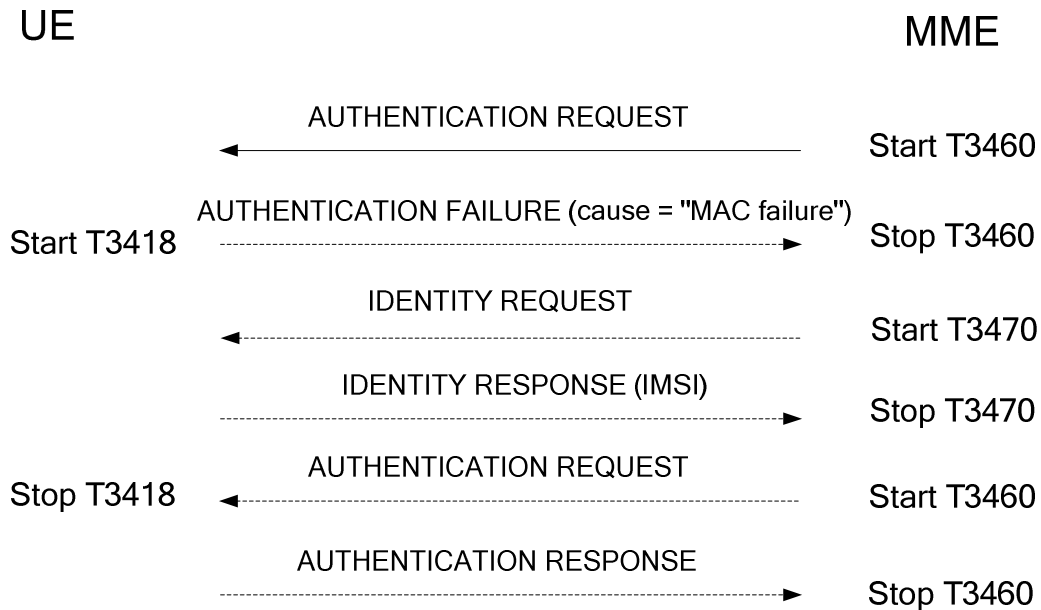 UE
MME
AUTHENTICATION REQUEST
Start T3460
AUTHENTICATION FAILURE (cause = "MAC failure")
Start T3418
Stop T3460
IDENTITY REQUEST
Start T3470
IDENTITY RESPONSE (IMSI)
Stop T3470
AUTHENTICATION REQUEST
Stop T3418
Start T3460
AUTHENTICATION RESPONSE
Stop T3460